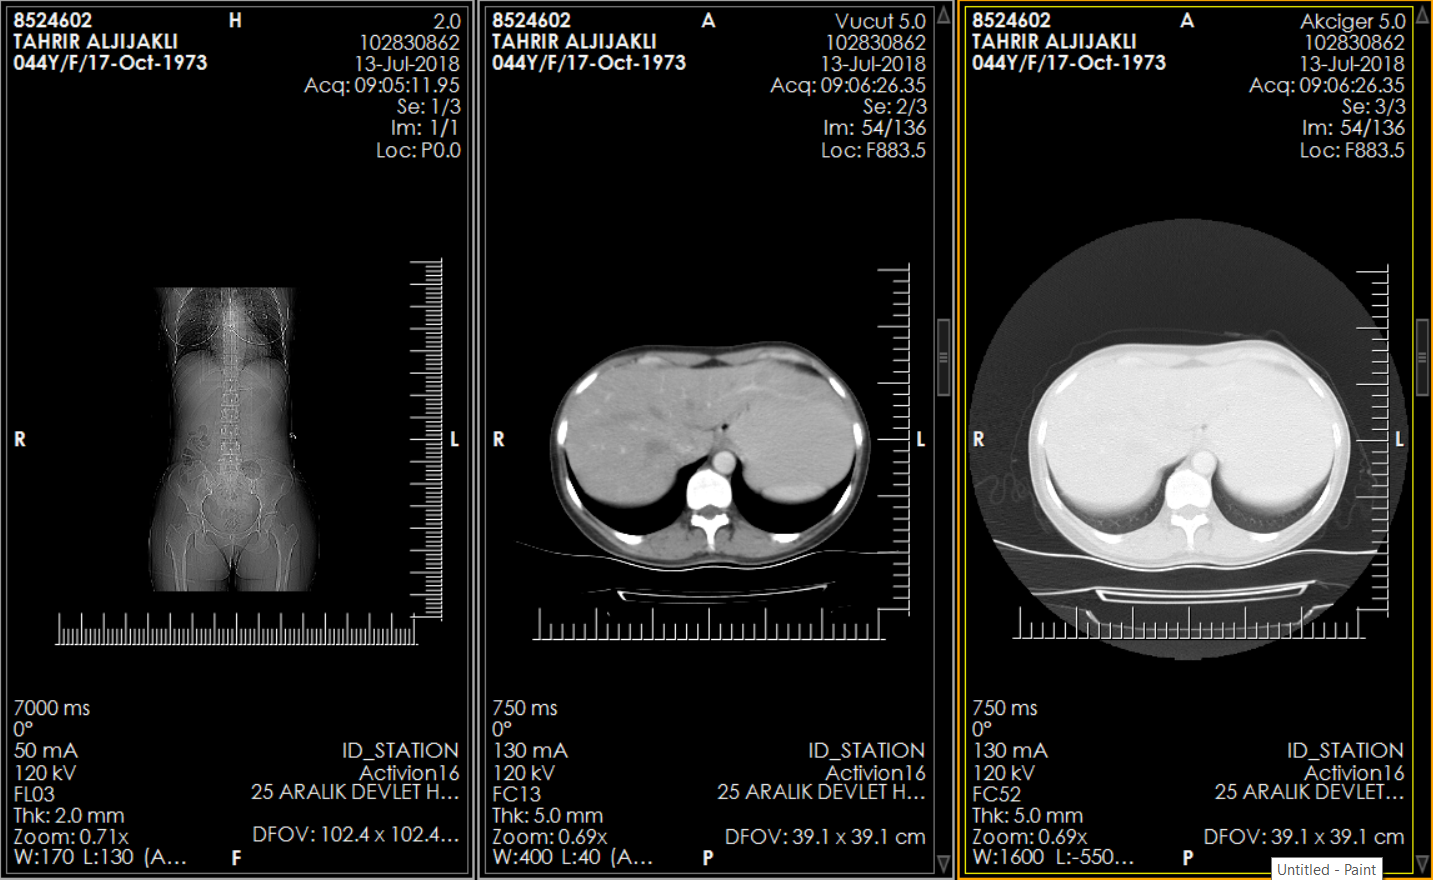 8524602 H 2.0
TAHRIR ALJIJAKLI 102830862
044Y/F/17-Oct-1973 13-Jul-2018
Acq: 09:05:11.95
Se: 1/3
Im: 1/1
Loc: P0.0
R L
7000 ms
0°
50 mA ID_STATION
120 kV Activion16
FL03 25 ARALIK DEVLET H...
Thk: 2.0 mm
Zoom: 0.71x DFOV: 102.4 x 102.4...
W:170 L:130 (A... F
8524602 A Vucut 5.0
TAHRIR ALJIJAKLI 102830862
044Y/F/17-Oct-1973 13-Jul-2018
Acq: 09:06:26.35
Se: 2/3
Im: 54/136
Loc: F883.5
R L
750 ms
0°
130 mA ID_STATION
120 kV Activion16
FC13 25 ARALIK DEVLET H...
Thk: 5.0 mm
Zoom: 0.69x DFOV: 39.1 x 39.1 cm
W:400 L:40 (A... P
8524602 A Akciger 5.0
TAHRIR ALJIJAKLI 102830862
044Y/F/17-Oct-1973 13-Jul-2018
Acq: 09:06:26.35
Se: 3/3
Im: 54/136
Loc: F883.5
R L
750 ms
0°
130 mA ID_STATION
120 kV Activion16
FC52 25 ARALIK DEVLET...
Thk: 5.0 mm
Zoom: 0.69x DFOV: 39.1 x 39.1 cm
W:1600 L:-550... P
Untitled - Paint